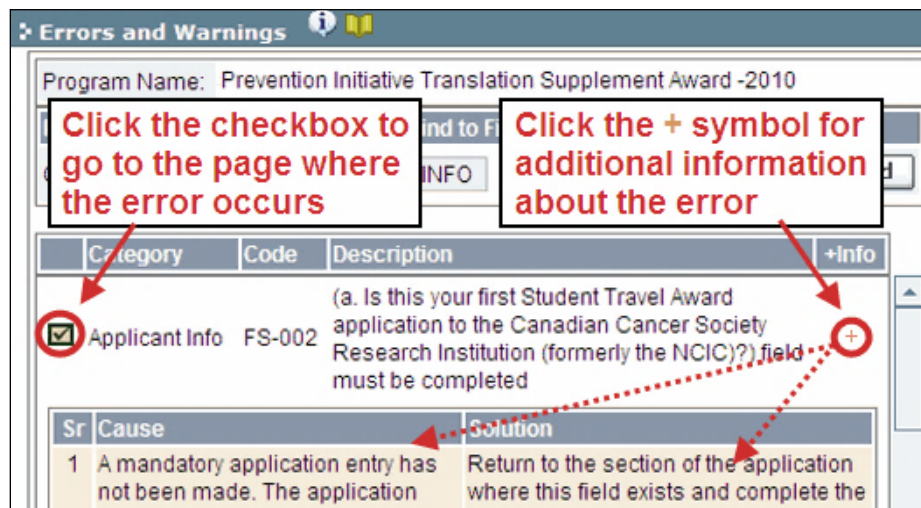 Errors and Warnings
Program Name: Prevention Initiative Translation Supplement Award -2010
Click the checkbox to
go to the page where
the error occurs
ind to Fi
INFO
Click the + symbol for
additional information
about the error
Category Code Description +Info
Applicant Info FS-002 (a. Is this your first Student Travel Award
application to the Canadian Cancer Society
Research Institution (formerly the NCIC)?) field
must be completed
+
Sr Cause Solution
1 A mandatory application entry has Return to the section of the application
not been made. The application where this field exists and complete the